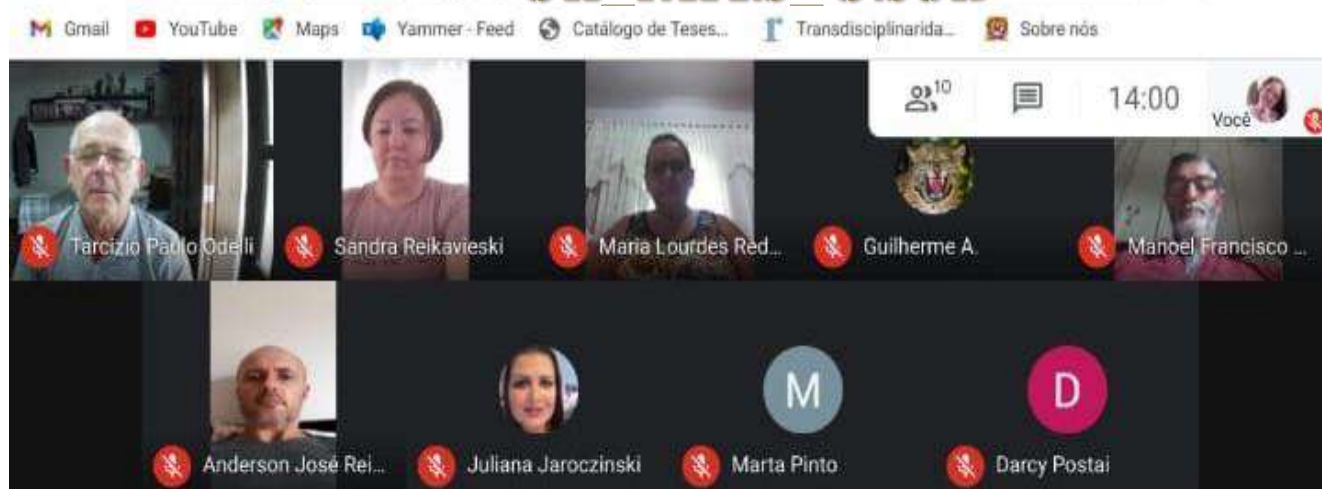 Gmail YouTube Maps Yammer - Feed Catálogo de Teses... Transdisciplinarida... Sobre nós
10 14:00 Você
Tarcizio Paulo Odelli Sandra Reikavieski Maria Lourdes Red... Guilherme A. Manoel Francisco ...
M D
Anderson José Rei... Juliana Jaroczinski Marta Pinto Darcy Postai